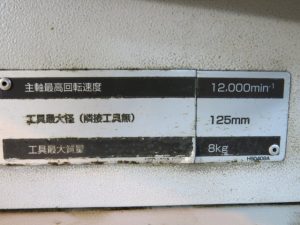 主軸最高回転速度 12,000min⁻¹
工具最大径（隣接工具無） 125mm
工具最大質量 8kg